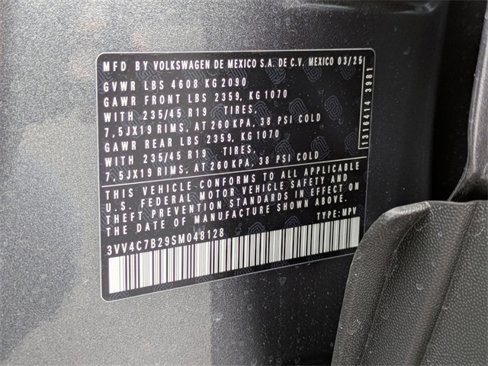 MFD BY VOLKSWAGEN DE MEXICO S.A. DE C.V. MEXICO 03/25
GVWR LBS 4608 KG 2090
GAWR FRONT LBS 2359, KG 1070
WITH 235/45 R19 TIRES,
7,5JX19 RIMS, AT 260 KPA, 38 PSI COLD
GAWR REAR LBS 2359, KG 1070
WITH 235/45 R19 TIRES,
7,5JX19 RIMS, AT 260 KPA, 38 PSI COLD
THIS VEHICLE CONFORMS TO ALL APPLICABLE
U.S. FEDERAL MOTOR VEHICLE SAFETY AND
THEFT PREVENTION STANDARDS IN EFFECT ON
THE DATE OF MANUFACTURE SHOWN ABOVE.
3VV4C7B29SM048128 TYPE: MPV
1310414 3981